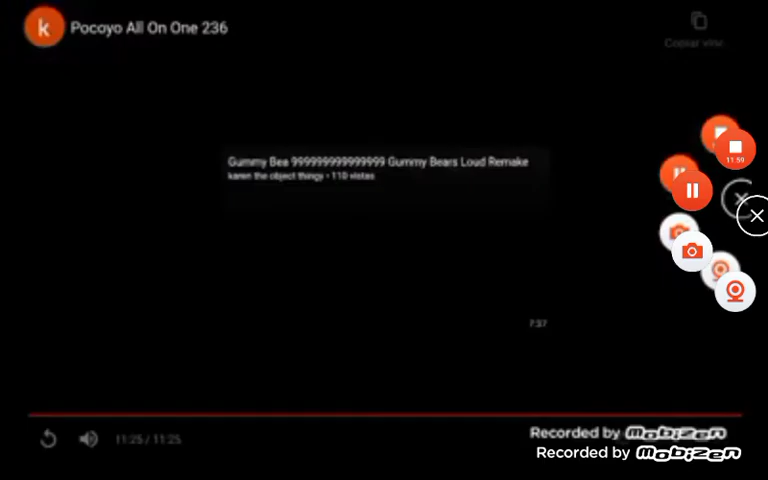 k
Pocoyo All On One 236
Copiar vínc.
Gummy Bea 999999999999999 Gummy Bears Loud Remake
karen the object things • 110 vistas
11:59
7:37
11:25 / 11:25
Recorded by Mobizen
Recorded by Mobizen